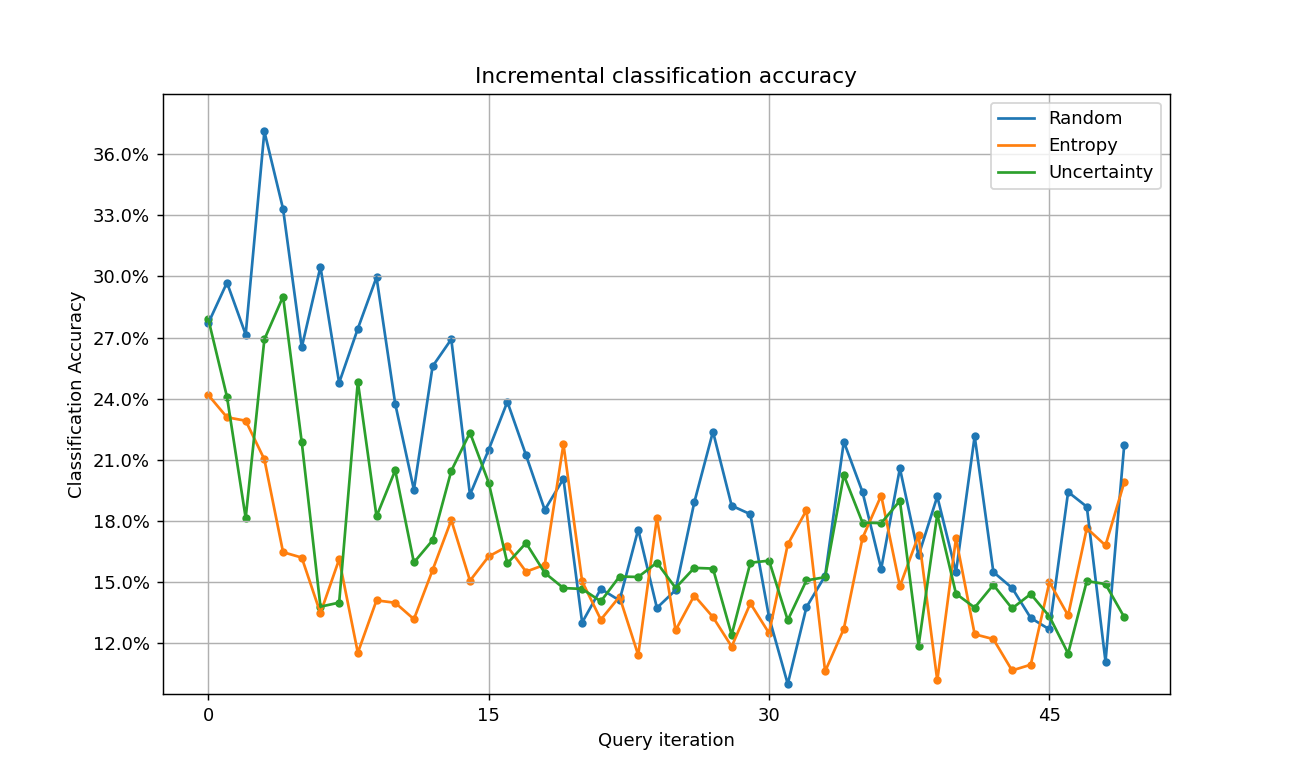 Incremental classification accuracy
Random
Entropy
Uncertainty
36.0%
33.0%
30.0%
27.0%
24.0%
21.0%
18.0%
15.0%
12.0%
Classification Accuracy
0
15
30
45
Query iteration